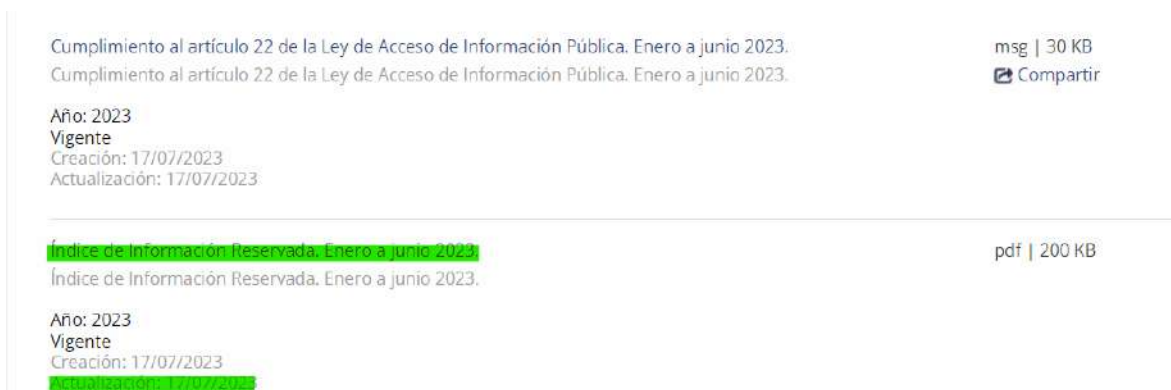 Cumplimiento al artículo 22 de la Ley de Acceso de Información Pública. Enero a junio 2023.
msg | 30 KB
Cumplimiento al artículo 22 de la Ley de Acceso de Información Pública. Enero a junio 2023.
Compartir
Año: 2023
Vigente
Creación: 17/07/2023
Actualización: 17/07/2023
Índice de Información Reservada. Enero a junio 2023.
pdf | 200 KB
Índice de Información Reservada. Enero a junio 2023.
Año: 2023
Vigente
Creación: 17/07/2023
Actualización: 17/07/2023